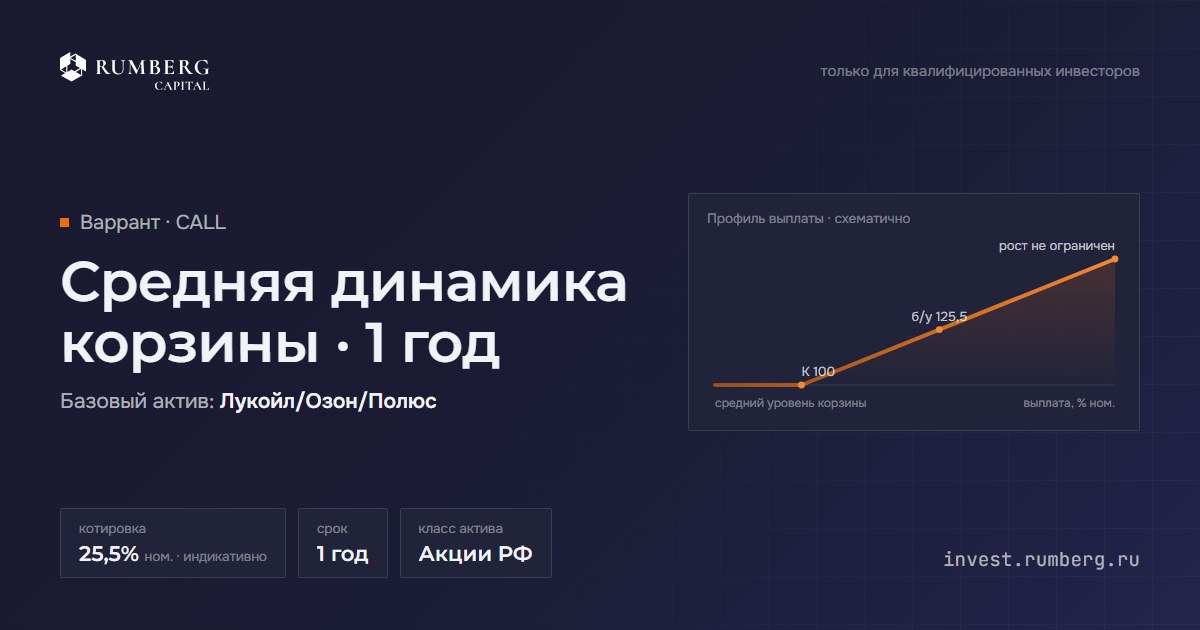 RUMBERG
CAPITAL
только для квалифицированных инвесторов
Варрант · CALL
Средняя динамика
корзины · 1 год
Базовый актив: Лукойл/Озон/Полюс
Профиль выплаты · схематично
рост не ограничен
б/у 125,5
К 100
средний уровень корзины
выплата, % ном.
котировка
25,5% ном. · индикативно
срок
1 год
класс актива
Акции РФ
invest.rumberg.ru